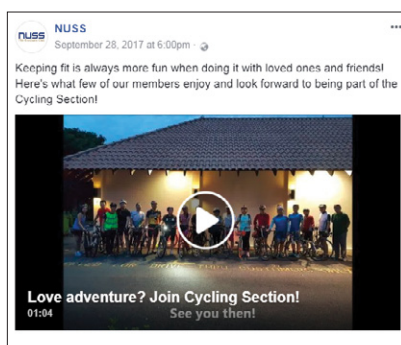 nuss
NUSS
September 28, 2017 at 6:00pm ·
Keeping fit is always more fun when doing it with loved ones and friends!
Here's what few of our members enjoy and look forward to being part of the
Cycling Section!
Love adventure? Join Cycling Section!
01:04
See you then!